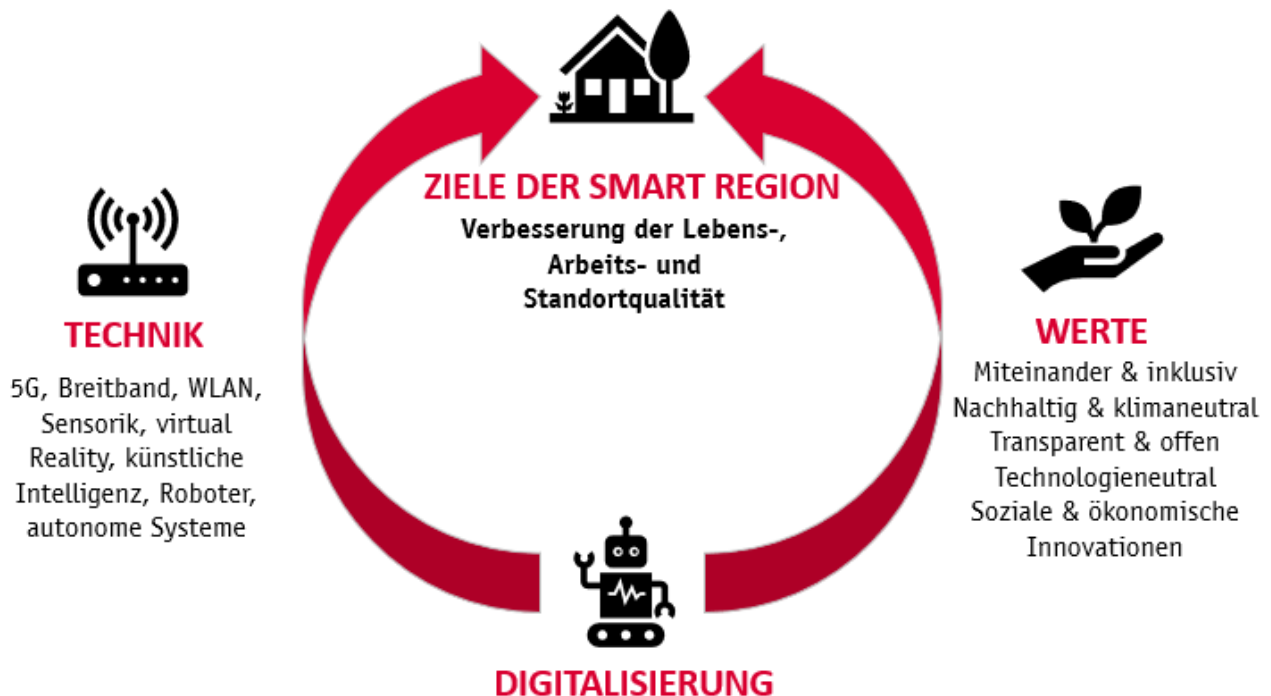 ZIELE DER SMART REGION
Verbesserung der Lebens-,
Arbeits- und
Standortqualität
TECHNIK
5G, Breitband, WLAN,
Sensorik, virtual
Reality, künstliche
Intelligenz, Roboter,
autonome Systeme
WERTE
Miteinander & inklusiv
Nachhaltig & klimaneutral
Transparent & offen
Technologieneutral
Soziale & ökonomische
Innovationen
DIGITALISIERUNG